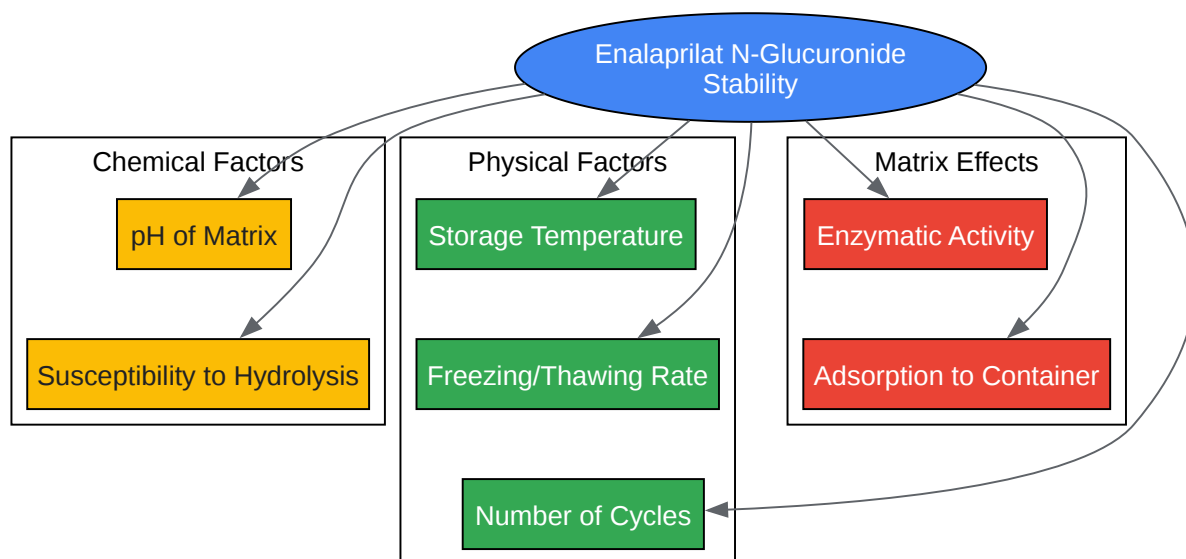 Enalaprilat N-Glucuronide
Stability
Chemical Factors
pH of Matrix
Susceptibility to Hydrolysis
Physical Factors
Storage Temperature
Freezing/Thawing Rate
Number of Cycles
Matrix Effects
Enzymatic Activity
Adsorption to Container